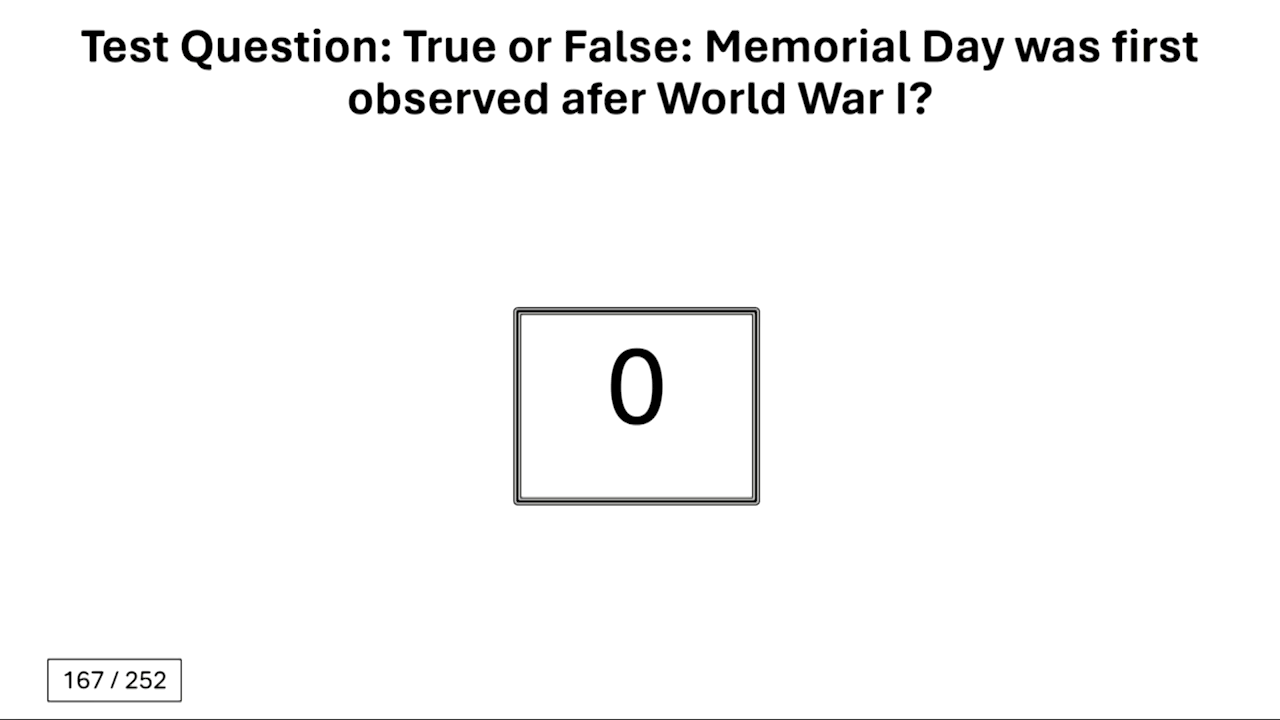 Test Question: True or False: Memorial Day was first
observed afer World War I?
0
167 / 252